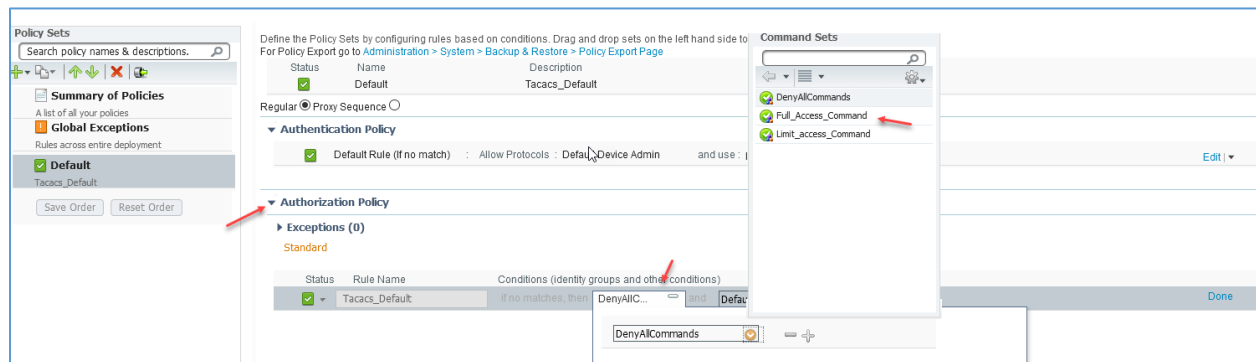 Policy Sets
Search policy names & descriptions.
Summary of Policies
A list of all your policies
Global Exceptions
Rules across entire deployment
Default
Tacacs_Default
Save Order Reset Order
Define the Policy Sets by configuring rules based on conditions. Drag and drop sets on the left hand side to
For Policy Export go to Administration > System > Backup & Restore > Policy Export Page
Status Name Description
Default Tacacs_Default
Regular Proxy Sequence
Authentication Policy
Default Rule (If no match) : Allow Protocols : Default Device Admin and use :
Edit |
Authorization Policy
Exceptions (0)
Standard
Status Rule Name Conditions (identity groups and other conditions)
Tacacs_Default if no matches, then DenyAllC... and Defau
Done
DenyAllCommands
Command Sets
DenyAllCommands
Full_Access_Command
Limit_access_Command